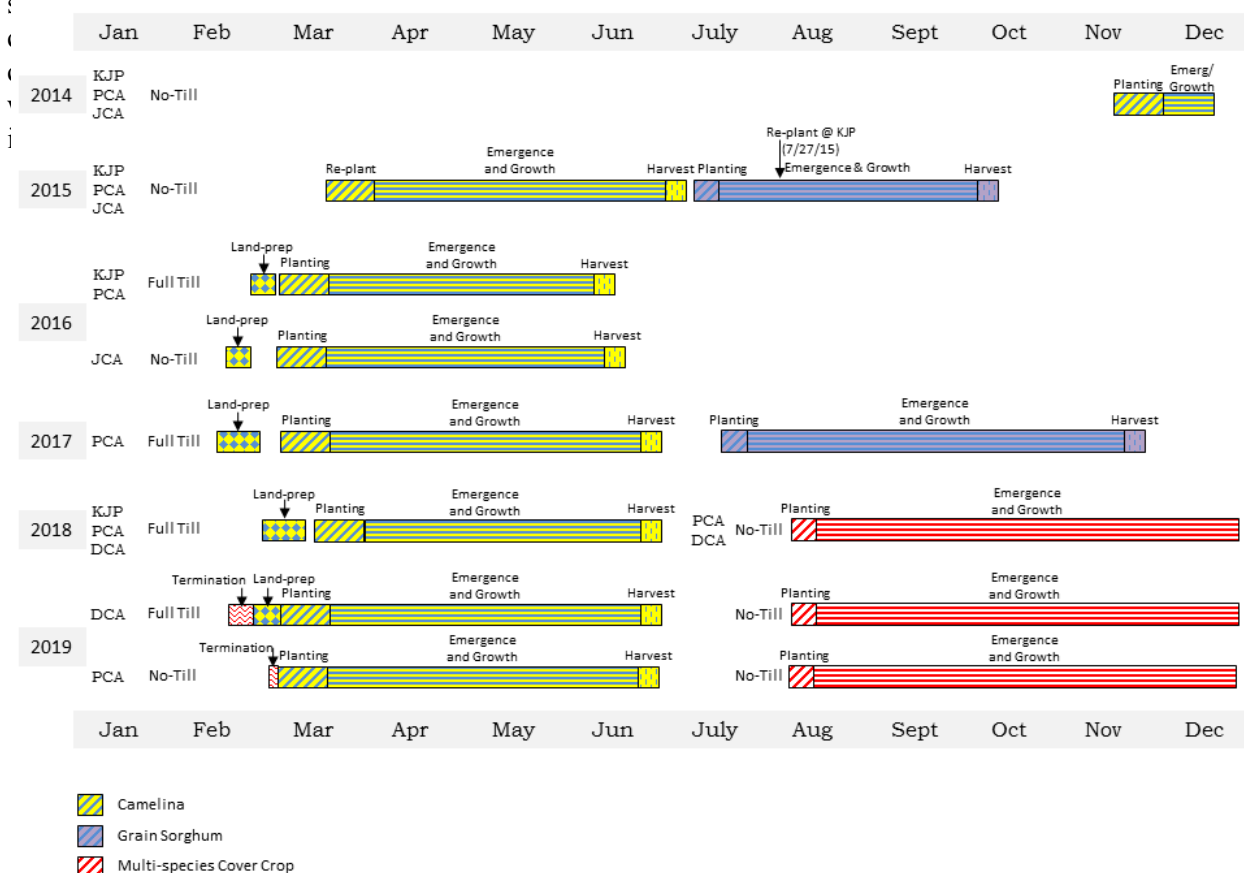 Jan Feb Mar Apr May Jun July Aug Sept Oct Nov Dec
Emerg/
Planting Growth
KJP
2014 PCA No-Till
JCA
Re-plant @ KJP
(7/27/15)
Emergence
Re-plant and Growth Harvest Planting Emergence & Growth Harvest
KJP
2015 PCA No-Till
JCA
Land-prep Emergence
Planting and Growth Harvest
KJP Full Till
PCA
2016
Land-prep Emergence
Planting and Growth Harvest
JCA No-Till
Land-prep Emergence Emergence
Planting and Growth Harvest Planting and Growth Harvest
2017 PCA Full Till
Land-prep Emergence Emergence
Planting and Growth Harvest Planting and Growth
KJP
2018 PCA Full Till PCA No-Till
DCA DCA
Termination Land-prep Emergence Emergence
Planting and Growth Harvest Planting and Growth
DCA Full Till No-Till
2019
Termination Emergence Emergence
Planting and Growth Harvest Planting and Growth
PCA No-Till No-Till
Jan Feb Mar Apr May Jun July Aug Sept Oct Nov Dec
Camelina
Grain Sorghum
Multi-species Cover Crop